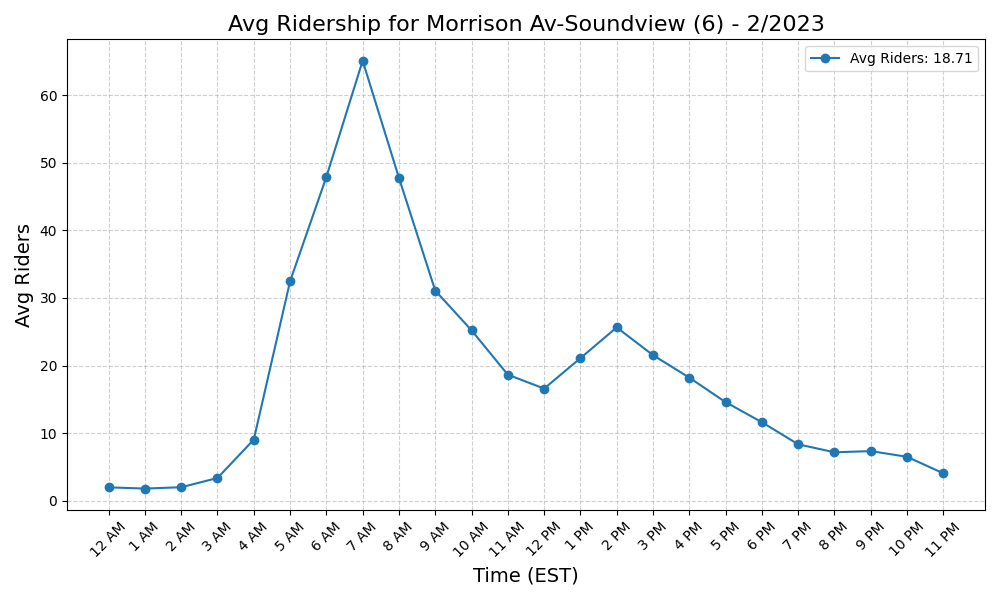 Avg Ridership for Morrison Av-Soundview (6) - 2/2023
Avg Riders: 18.71
Avg Riders
60
50
40
30
20
10
0
12 AM
1 AM
2 AM
3 AM
4 AM
5 AM
6 AM
7 AM
8 AM
9 AM
10 AM
11 AM
12 PM
1 PM
2 PM
3 PM
4 PM
5 PM
6 PM
7 PM
8 PM
9 PM
10 PM
11 PM
Time (EST)